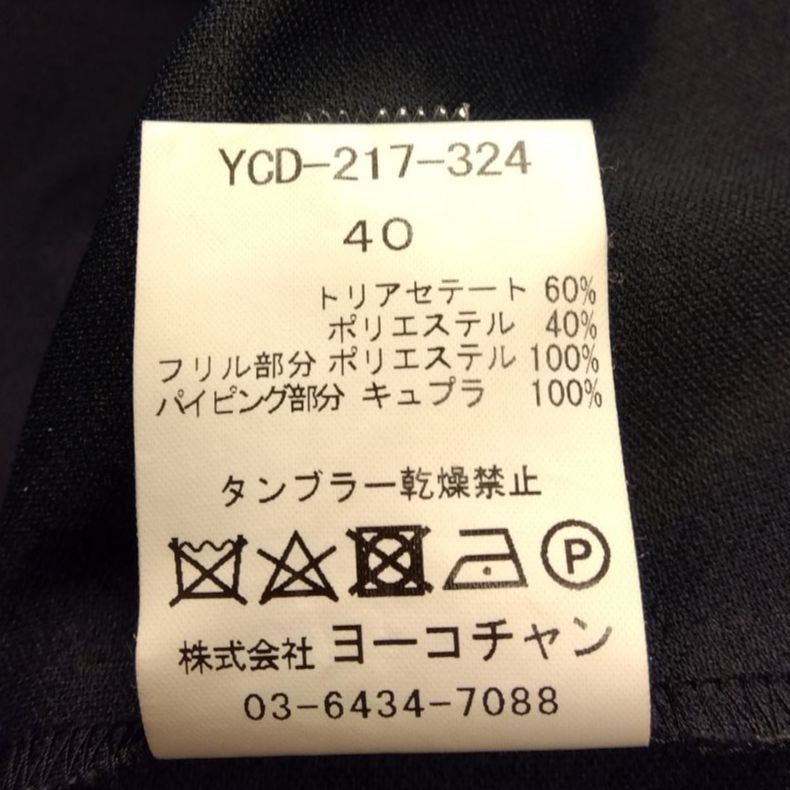 YCD-217-324
40
トリアセテート 60%
ポリエステル 40%
フリル部分 ポリエステル 100%
パイピング部分 キュプラ 100%
タンブラー乾燥禁止
P
株式会社 ヨーコチャン
03-6434-7088